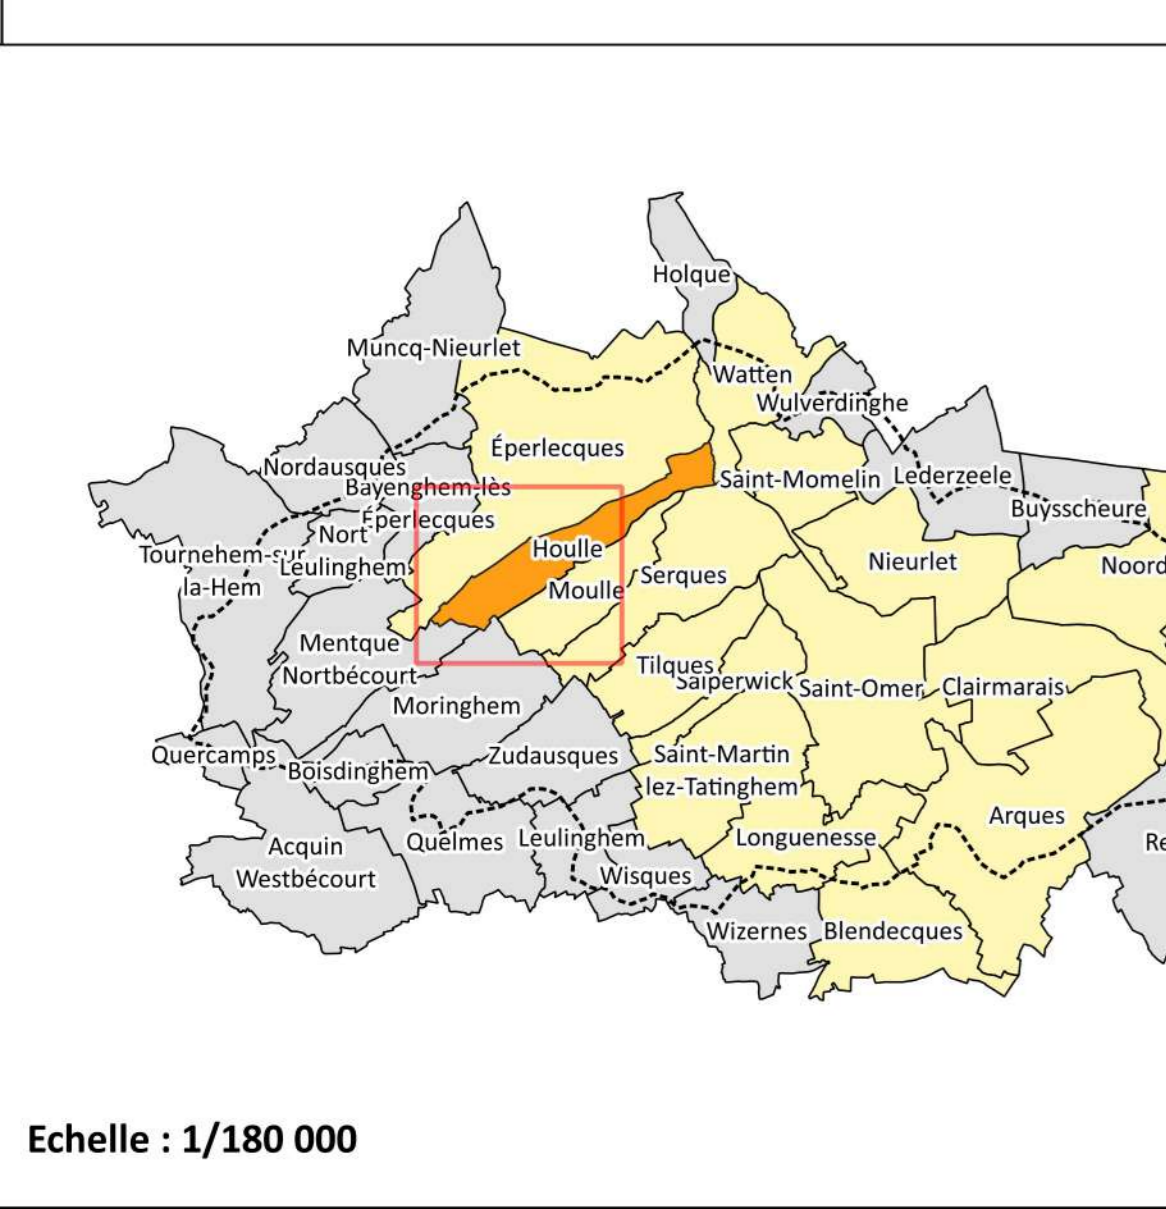 Holque
Muncq-Nieurlet
Watten
Wulverdinghe
Éperlecques
Nordausques
Saint-Momelin
Lederzeele
Bayenghem-lès
Éperlecques
Buysscheure
Nort
Leulinghem
Tournehem-sur
la-Hem
Houlle
Nieurlet
Noord
Serques
Moulle
Mentque
Nortbécourt
Tilques
Salperwick
Saint-Omer
Clairmarais
Moringhem
Quercamps
Boisdinghem
Zudausques
Saint-Martin
lez-Tatinghem
Arques
Acquin
Westbécourt
Quelmes
Leulinghem
Longuenesse
Re
Wisques
Wizernes
Blendecques
Echelle : 1/180 000